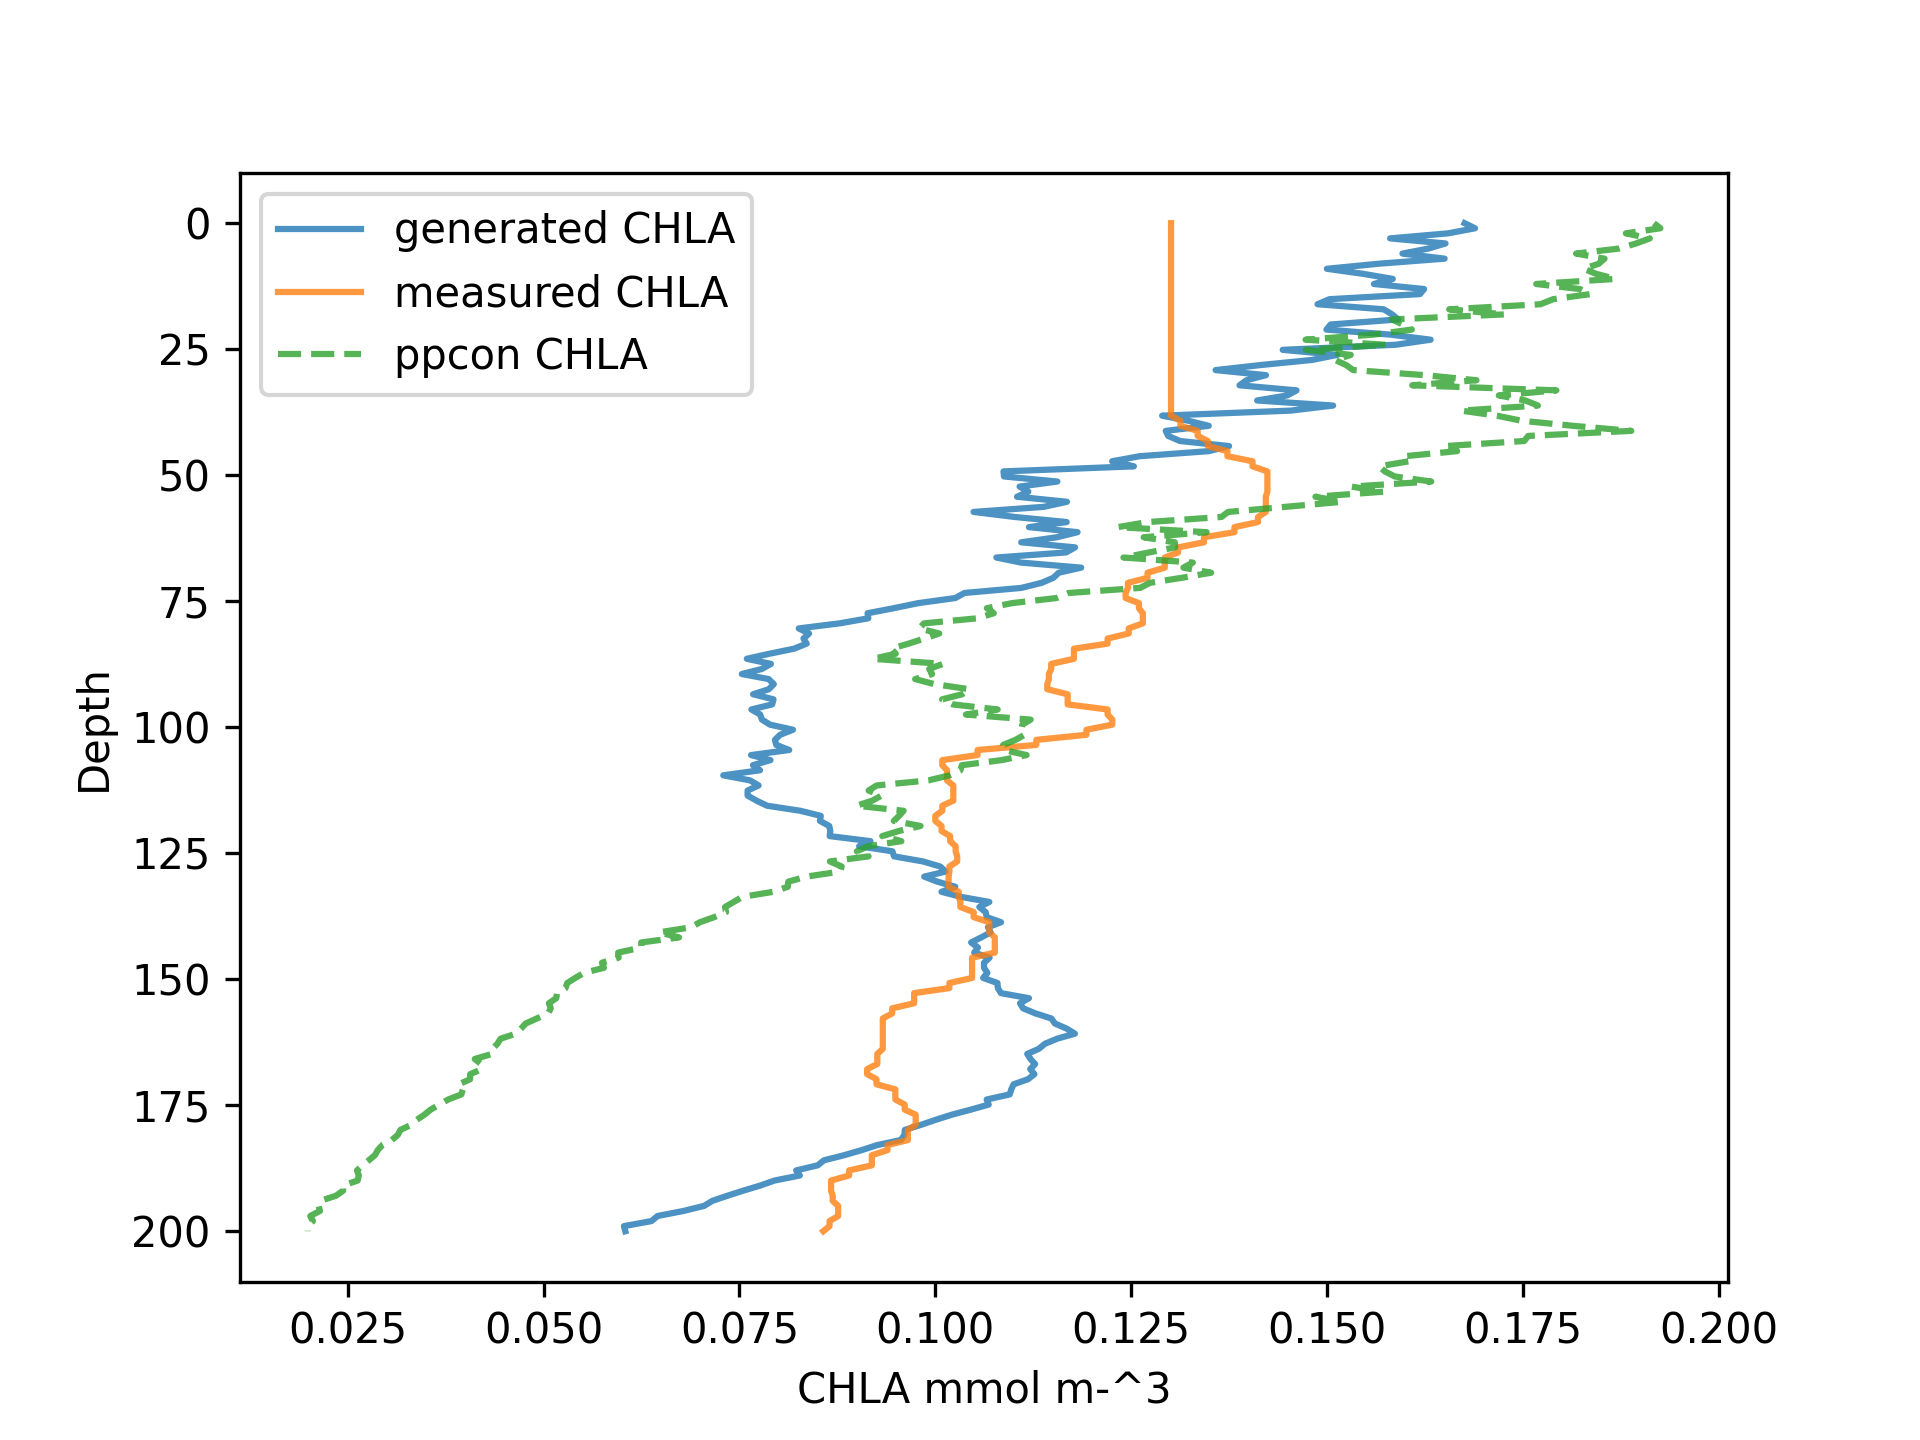 generated CHLA
measured CHLA
ppcon CHLA
0
25
50
75
100
125
150
175
200
Depth
0.025 0.050 0.075 0.100 0.125 0.150 0.175 0.200
CHLA mmol m-^3